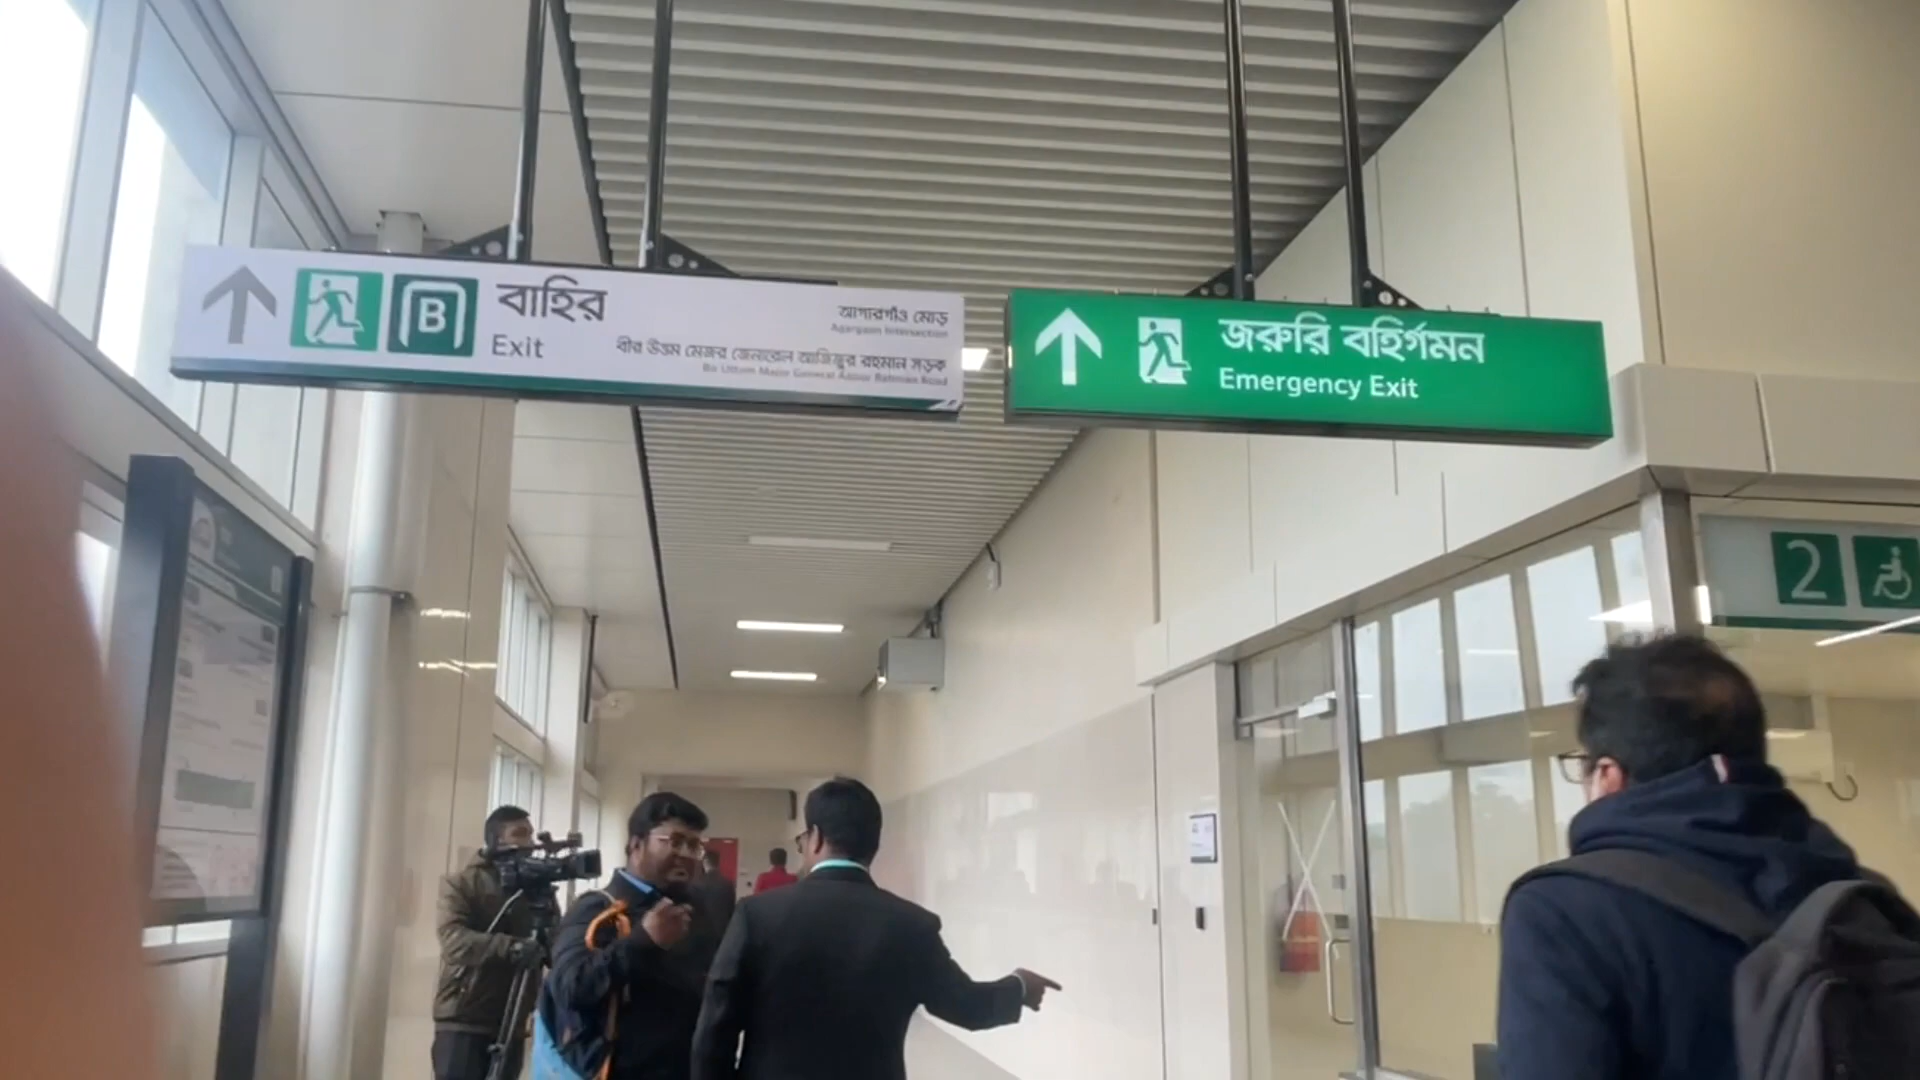 B
বাহির
Exit
আগারগাঁও মোড়
Agargaon Intersection
বীর উত্তম মেজর জেনারেল আজিজুর রহমান সড়ক
Bir Uttom Major General Azizur Rahman Road
জরুরি বহির্গমন
Emergency Exit
2